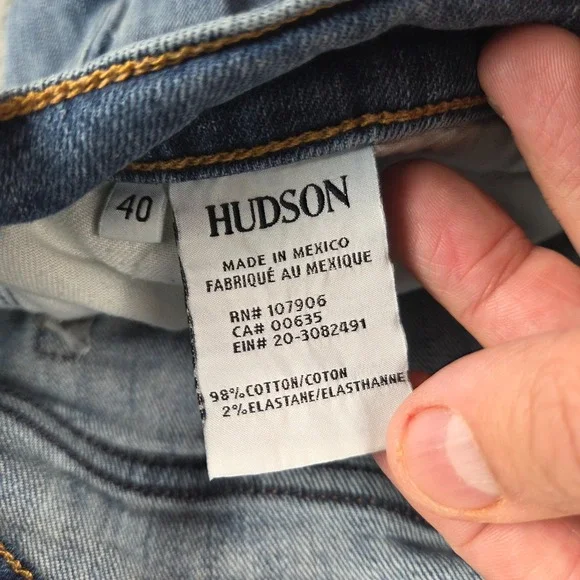 40
HUDSON
MADE IN MEXICO
FABRIQUÉ AU MEXIQUE
RN# 107906
CA# 00635
EIN# 20-3082491
98% COTTON/COTON
2% ELASTANE/ELASTHANNE